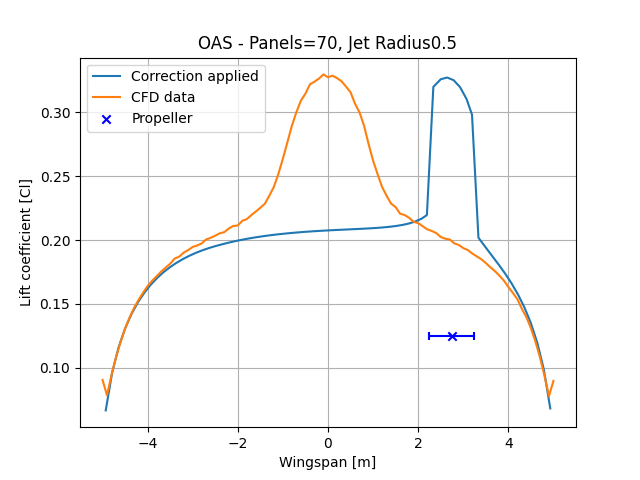 OAS - Panels=70, Jet Radius0.5
Correction applied
CFD data
Propeller
Lift coefficient [Cl]
0.30
0.25
0.20
0.15
0.10
−4
−2
0
2
4
Wingspan [m]